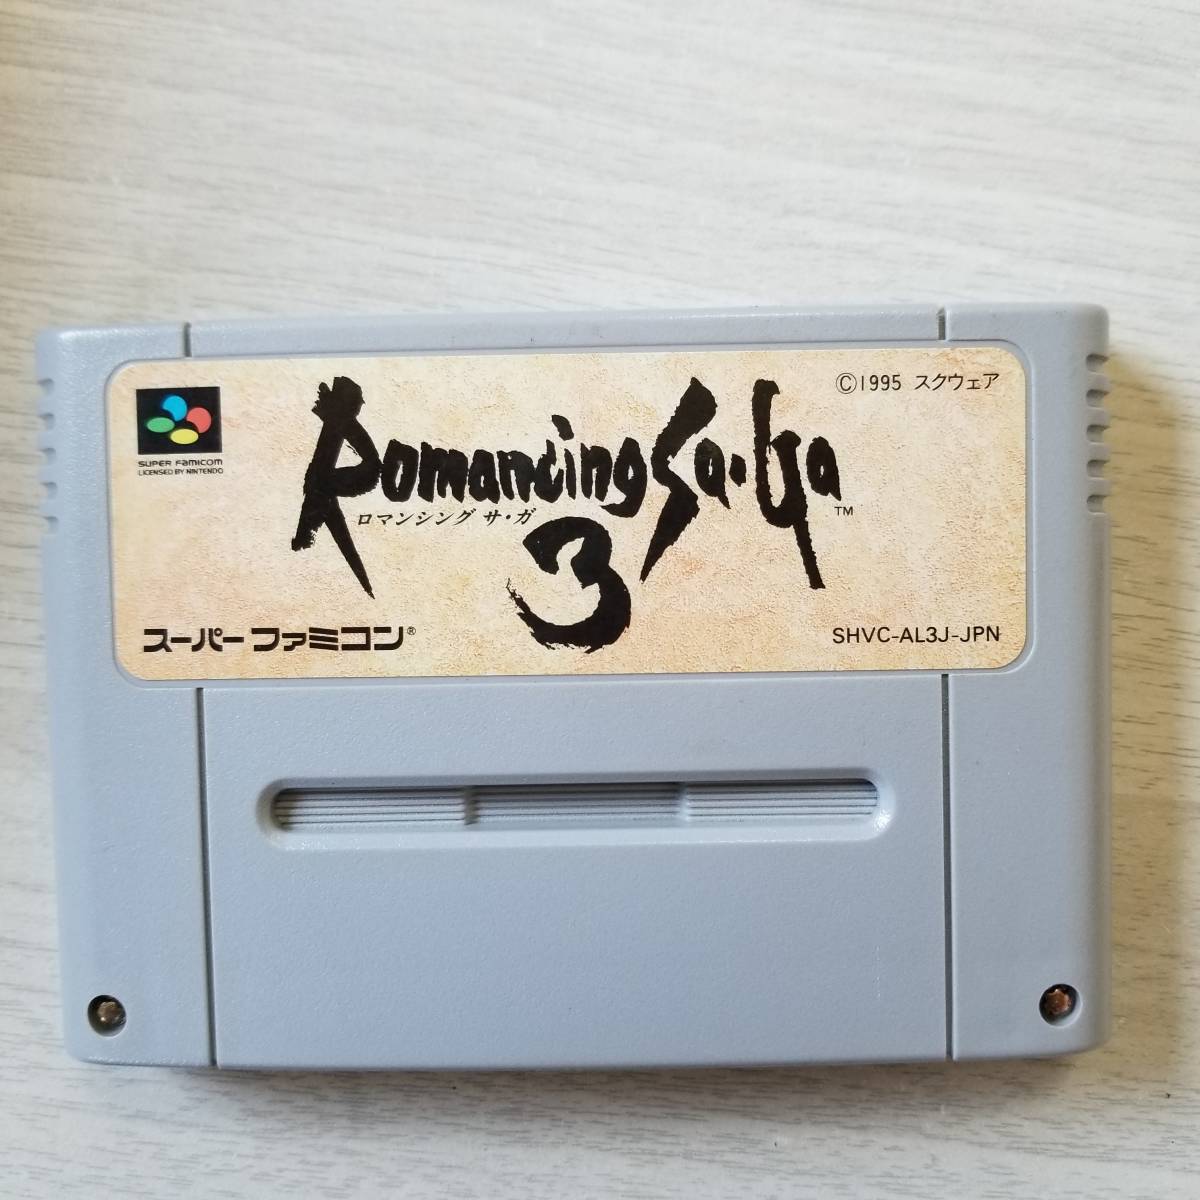 ©1995 スクウェア
SUPER Famicom
LICENSED BY NINTENDO
Romancing Sa・Ga ™
ロマンシング サ・ガ
3
スーパーファミコン®
SHVC-AL3J-JPN